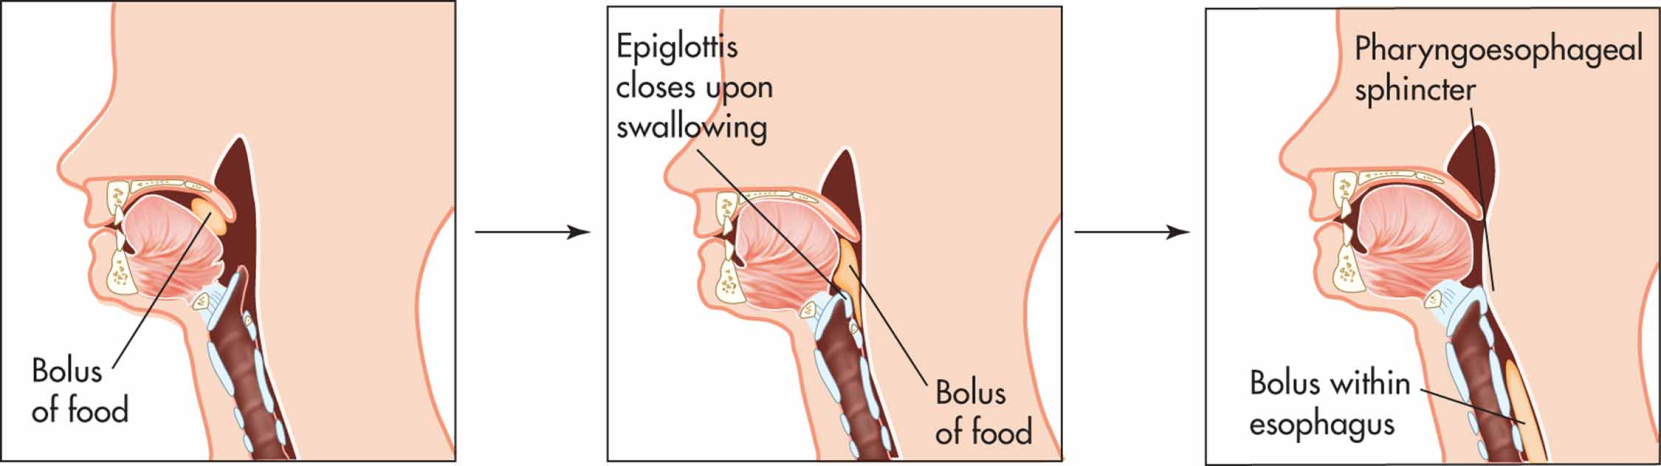 Bolus
of food
Epiglottis
closes upon
swallowing
Bolus
of food
Pharyngoesophageal
sphincter
Bolus within
esophagus